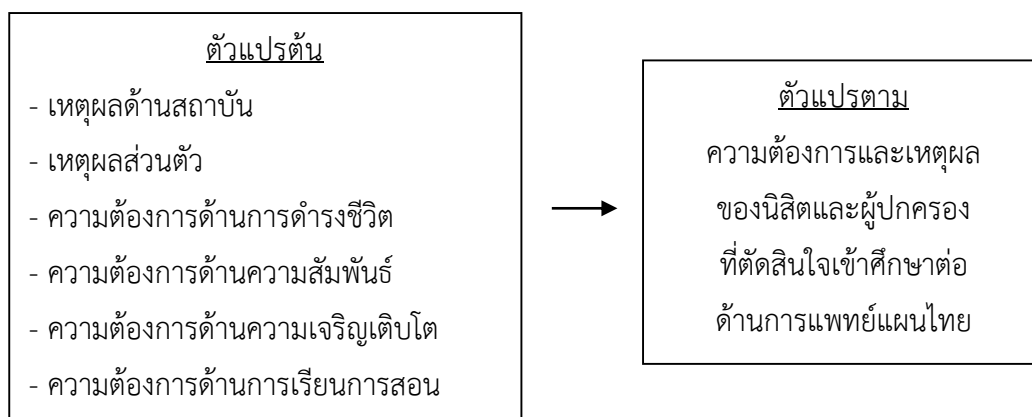 ตัวแปรต้น
- เหตุผลด้านสถาบัน
- เหตุผลส่วนตัว
- ความต้องการด้านการดำรงชีวิต
- ความต้องการด้านความสัมพันธ์
- ความต้องการด้านความเจริญเติบโต
- ความต้องการด้านการเรียนการสอน
ตัวแปรตาม
ความต้องการและเหตุผล
ของนิสิตและผู้ปกครอง
ที่ตัดสินใจเข้าศึกษาต่อ
ด้านการแพทย์แผนไทย